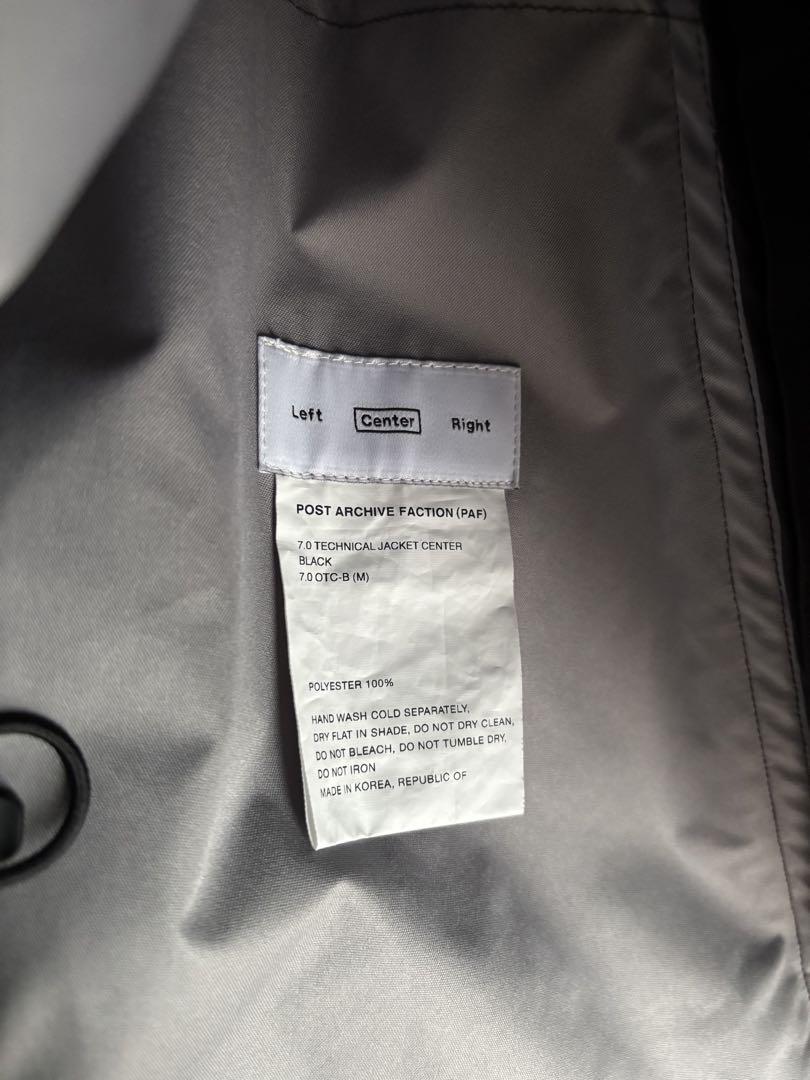 Left Center Right
POST ARCHIVE FACTION (PAF)
7.0 TECHNICAL JACKET CENTER
BLACK
7.0 OTC-B (M)
POLYESTER 100%
HAND WASH COLD SEPARATELY,
DRY FLAT IN SHADE, DO NOT DRY CLEAN,
DO NOT BLEACH, DO NOT TUMBLE DRY,
DO NOT IRON
MADE IN KOREA, REPUBLIC OF